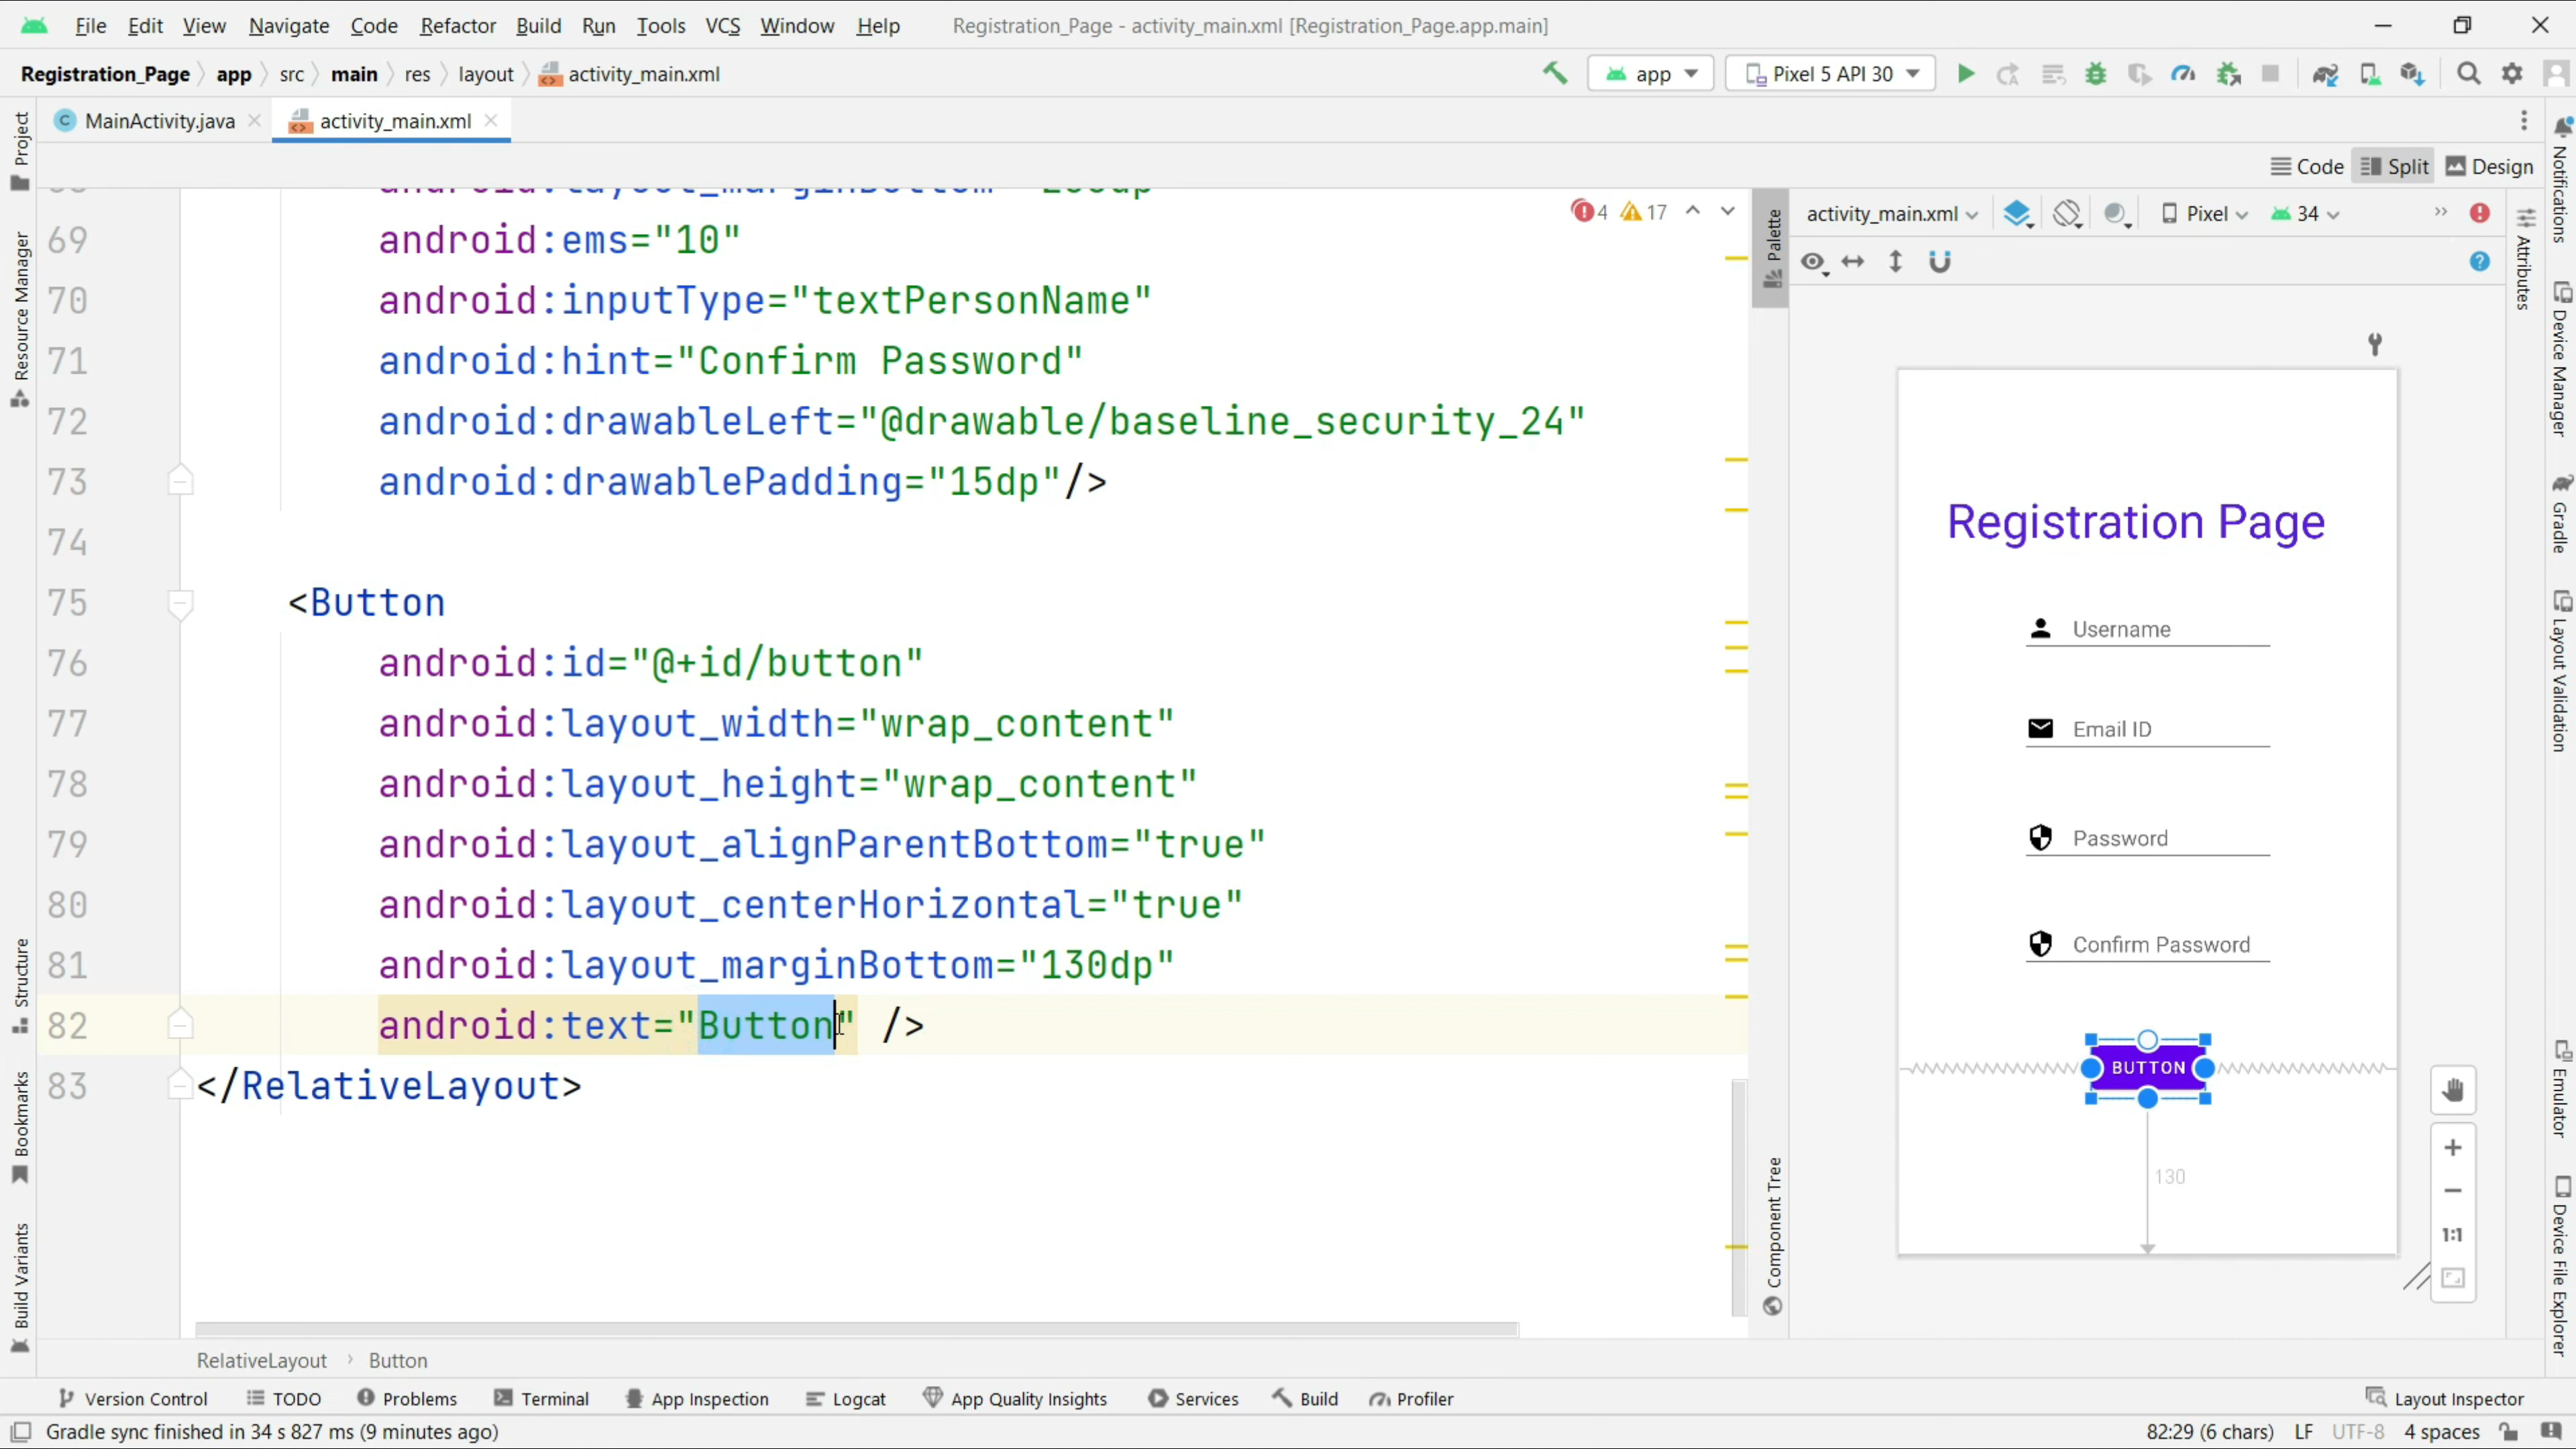 File Edit View Navigate Code Refactor Build Run Tools VCS Window Help Registration_Page - activity_main.xml [Registration_Page.app.main]
Registration_Page app src main res layout activity_main.xml app Pixel 5 API 30
MainActivity.java activity_main.xml
Code Split Design
android:layout_marginBottom
4 17
activity_main.xml Pixel 34
69 android:ems="10"
70 android:inputType="textPersonName"
71 android:hint="Confirm Password"
72 android:drawableLeft="@drawable/baseline_security_24"
73 android:drawablePadding="15dp"/>
74
75 <Button
76 android:id="@+id/button"
77 android:layout_width="wrap_content"
78 android:layout_height="wrap_content"
79 android:layout_alignParentBottom="true"
80 android:layout_centerHorizontal="true"
81 android:layout_marginBottom="130dp"
82 android:text="Button" />
83 </RelativeLayout>
Registration Page
Username
Email ID
Password
Confirm Password
BUTTON
130
1:1
Project
Resource Manager
Structure
Bookmarks
Build Variants
Palette
Component Tree
Attributes
Notifications
Device Manager
Gradle
Layout Validation
Emulator
Device File Explorer
RelativeLayout Button
Version Control TODO Problems Terminal App Inspection Logcat App Quality Insights Services Build Profiler Layout Inspector
Gradle sync finished in 34 s 827 ms (9 minutes ago) 82:29 (6 chars) LF UTF-8 4 spaces